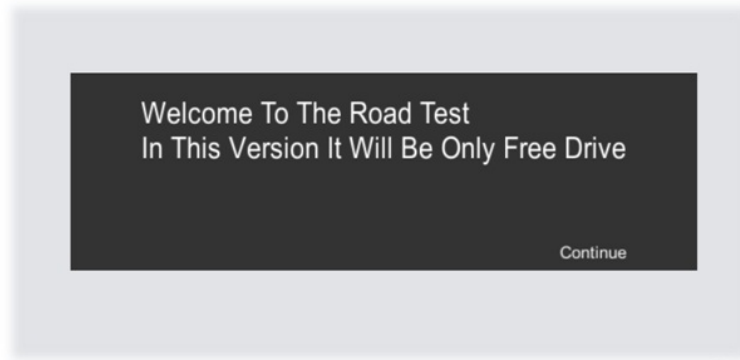 Welcome To The Road Test
In This Version It Will Be Only Free Drive
Continue